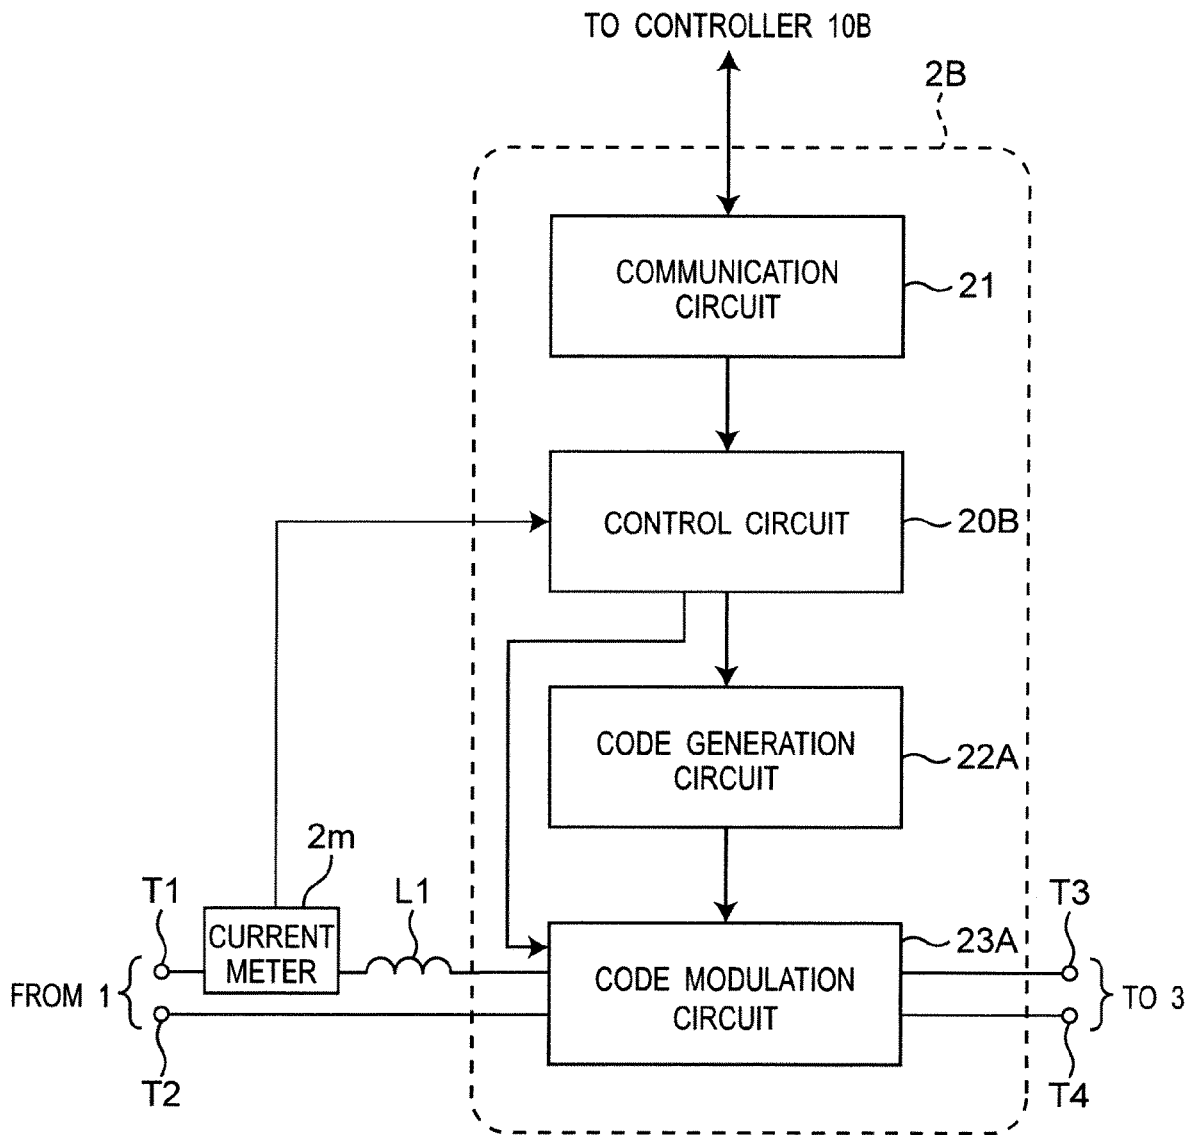 TO CONTROLLER 10B
2B
COMMUNICATION
CIRCUIT
21
CONTROL CIRCUIT
20B
CODE GENERATION
CIRCUIT
22A
2m
T1
L1
T3
CURRENT
METER
23A
CODE MODULATION
CIRCUIT
FROM 1
TO 3
T2
T4